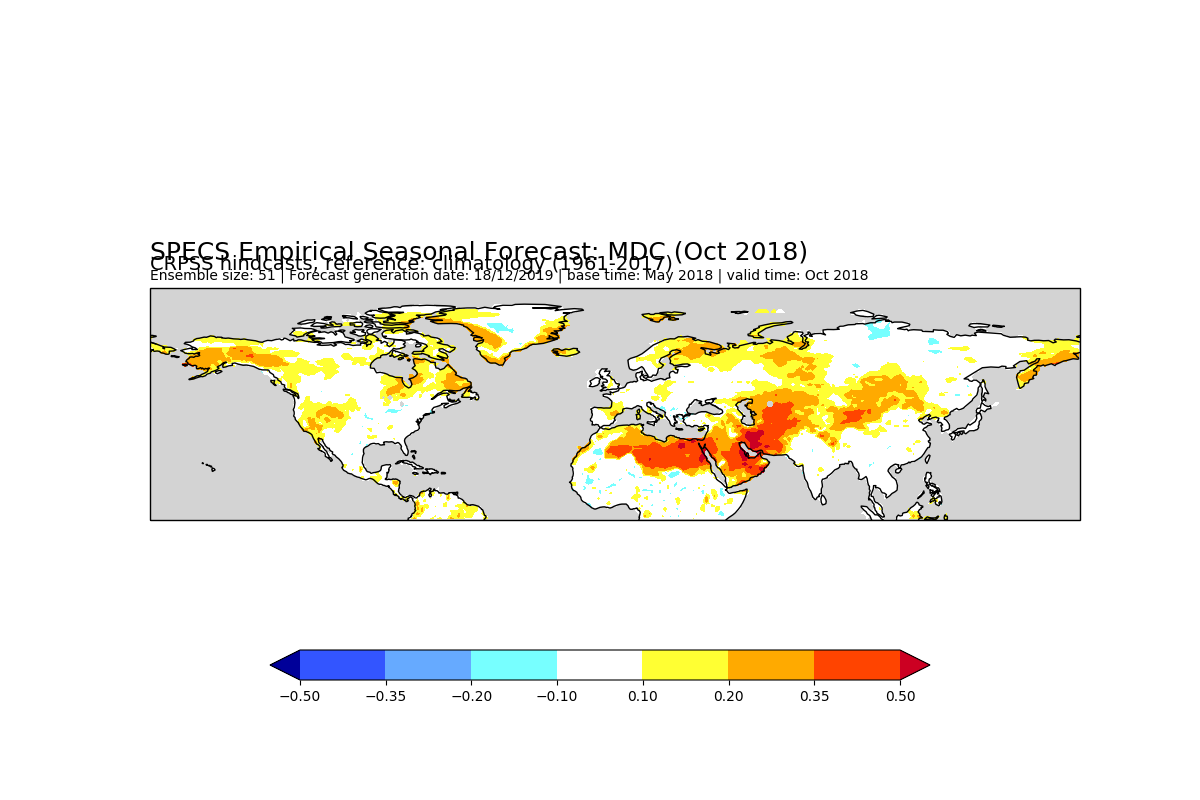 SPECS Empirical Seasonal Forecast: MDC (Oct 2018)
CRPSS hindcasts, reference: climatology (1961-2017)
Ensemble size: 51 | Forecast generation date: 18/12/2019 | base time: May 2018 | valid time: Oct 2018
−0.50 −0.35 −0.20 −0.10 0.10 0.20 0.35 0.50